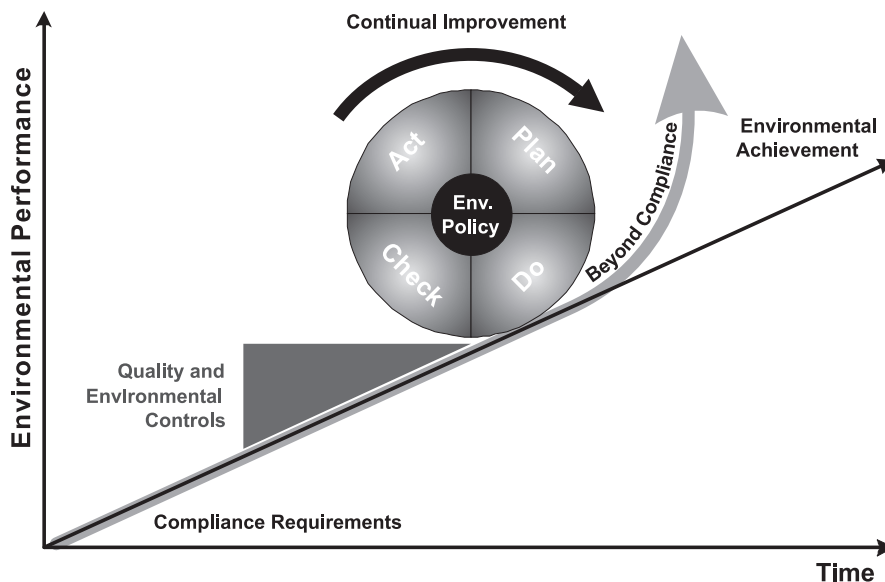 Continual Improvement
Environmental
Achievement
Act
Plan
Env.
Policy
Check
Do
Beyond Compliance
Environmental Performance
Quality and
Environmental
Controls
Compliance Requirements
Time